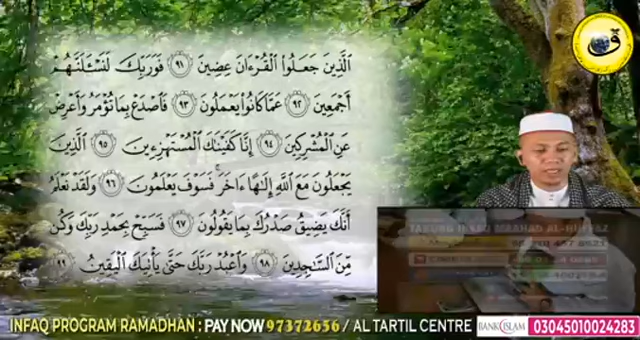 ٱلَّذِينَ جَعَلُوا۟ ٱلْقُرْءَانَ عِضِينَ ٩١ فَوَرَبِّكَ لَنَسْـَٔلَنَّهُمْ
أَجْمَعِينَ ٩٢ عَمَّا كَانُوا۟ يَعْمَلُونَ ٩٣ فَٱصْدَعْ بِمَا تُؤْمَرُ وَأَعْرِضْ
عَنِ ٱلْمُشْرِكِينَ ٩٤ إِنَّا كَفَيْنَـٰكَ ٱلْمُسْتَهْزِءِينَ ٩٥ ٱلَّذِينَ
يَجْعَلُونَ مَعَ ٱللَّهِ إِلَـٰهًا ءَاخَرَ ۚ فَسَوْفَ يَعْلَمُونَ ٩٦ وَلَقَدْ نَعْلَمُ
أَنَّكَ يَضِيقُ صَدْرُكَ بِمَا يَقُولُونَ ٩٧ فَسَبِّحْ بِحَمْدِ رَبِّكَ وَكُن
مِّنَ ٱلسَّـٰجِدِينَ ٩٨ وَٱعْبُدْ رَبَّكَ حَتَّىٰ يَأْتِيَكَ ٱلْيَقِينُ ٩٩
INFAQ PROGRAM RAMADHAN : PAY NOW 97372656 / AL TARTIL CENTRE BANK ISLAM 03045010024283